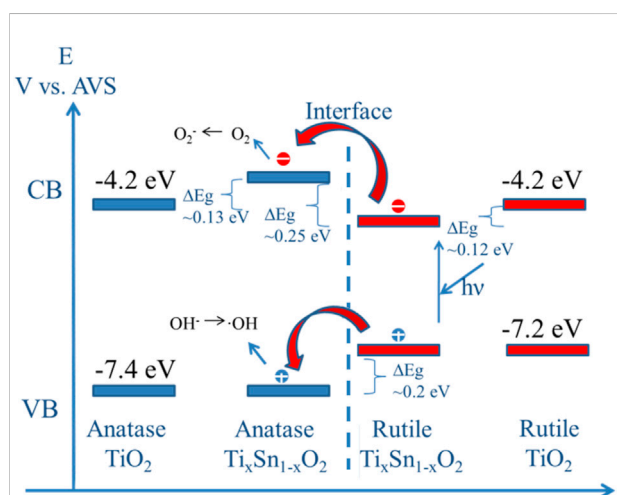 E
V vs. AVS
Interface
O₂⁻ ← O₂
CB
-4.2 eV
ΔEg
~0.13 eV
ΔEg
~0.25 eV
-4.2 eV
ΔEg
~0.12 eV
hν
OH⁻ → ·OH
-7.4 eV
-7.2 eV
ΔEg
~0.2 eV
VB
Anatase
TiO₂
Anatase
TiₓSn₁₋ₓO₂
Rutile
TiₓSn₁₋ₓO₂
Rutile
TiO₂